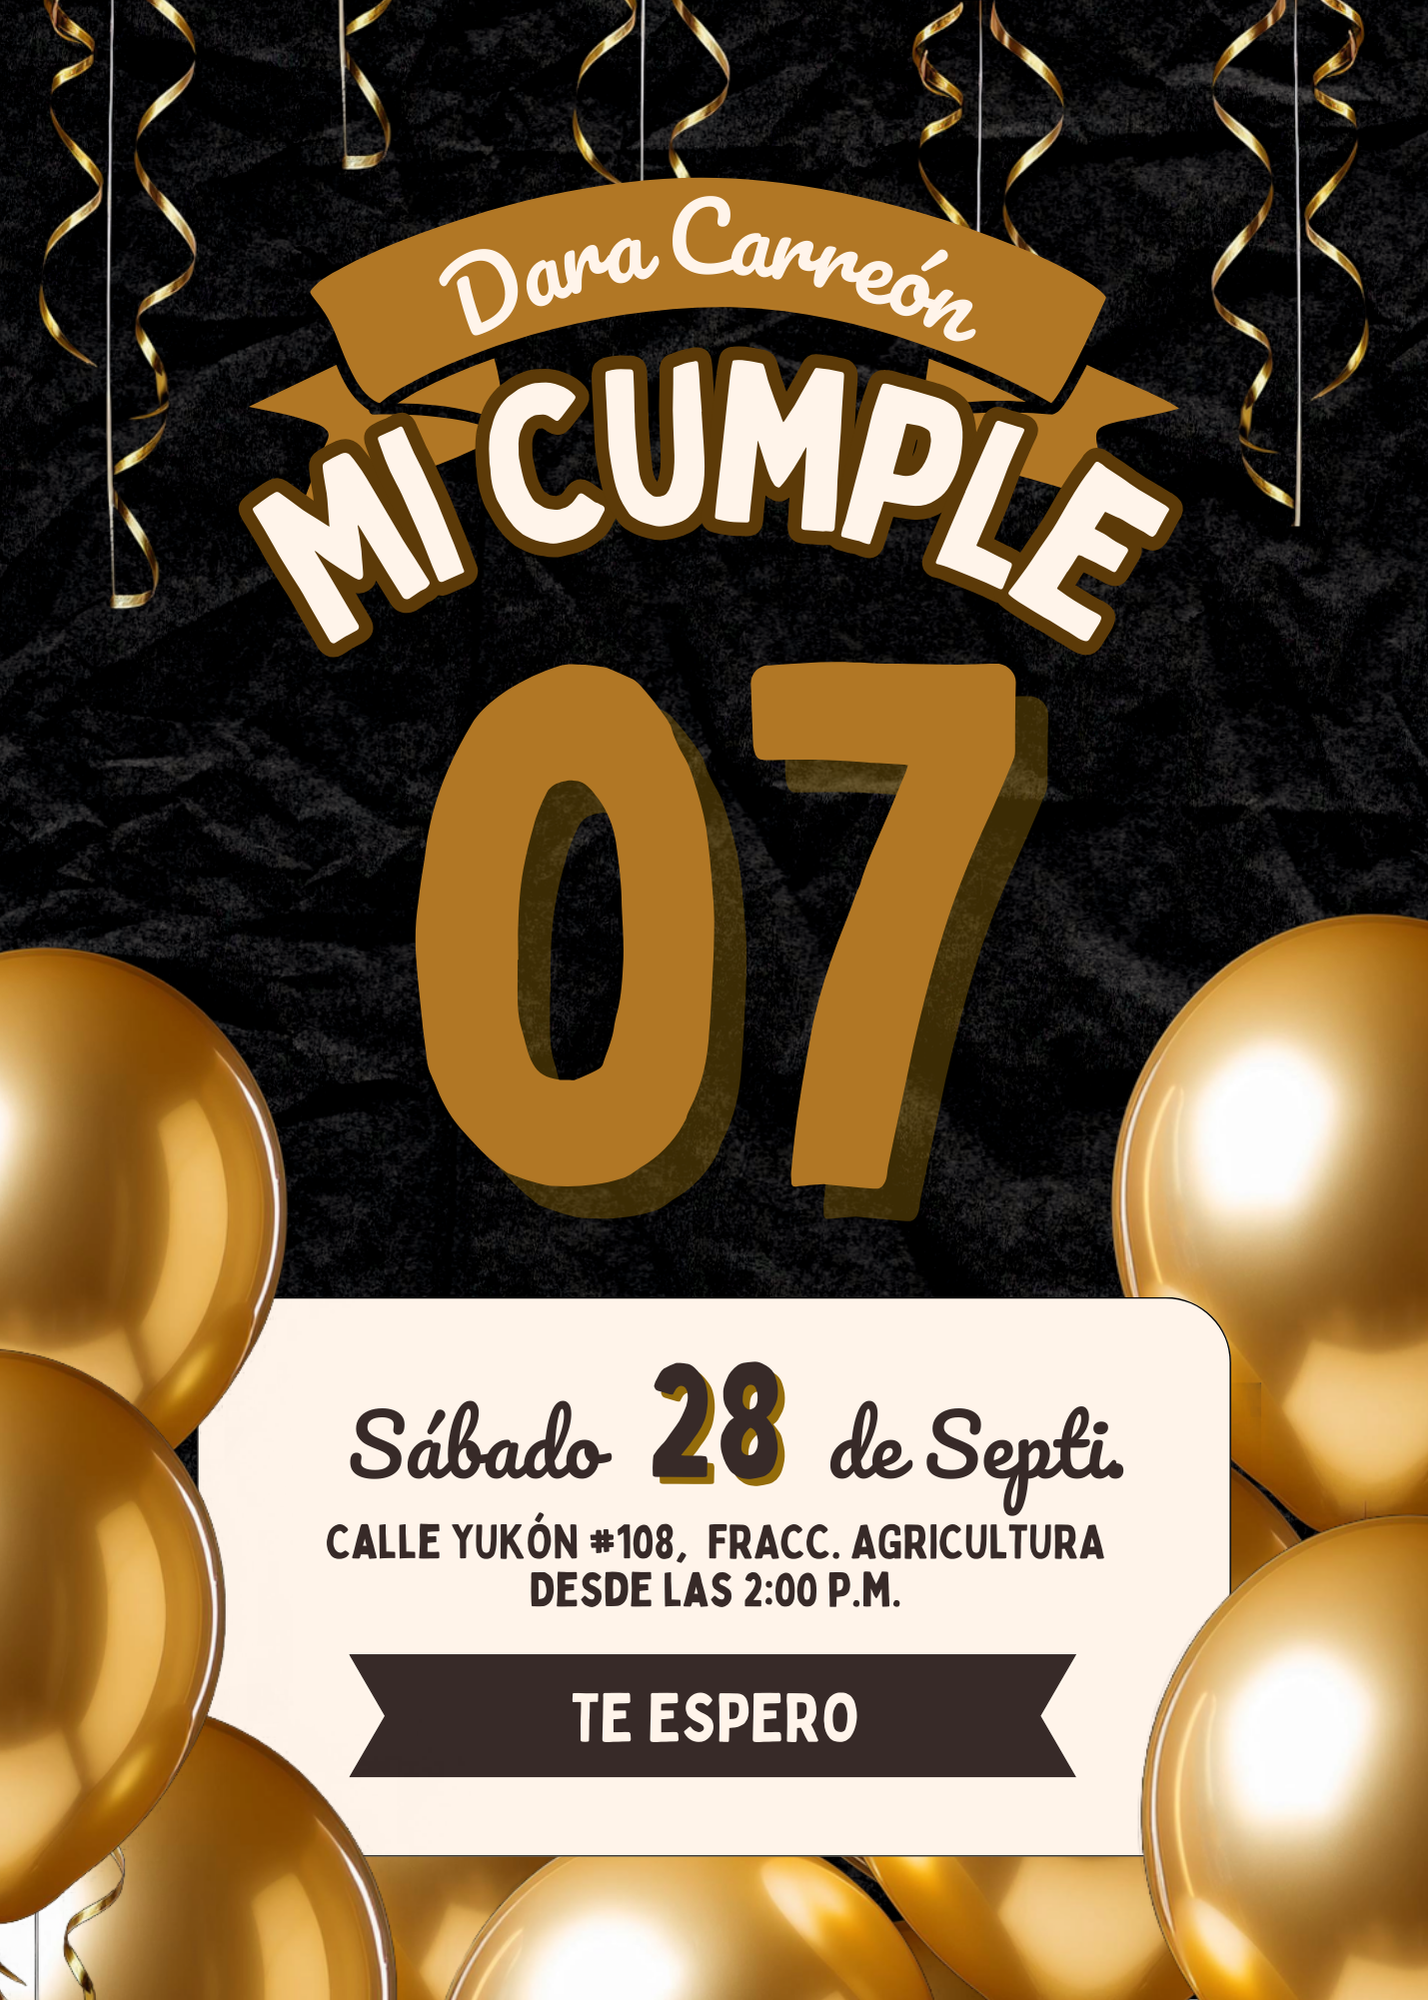 Dara Carreón
MI CUMPLE
07
Sábado 28 de Septi.
CALLE YUKÓN #108, FRACC. AGRICULTURA
DESDE LAS 2:00 P.M.
TE ESPERO